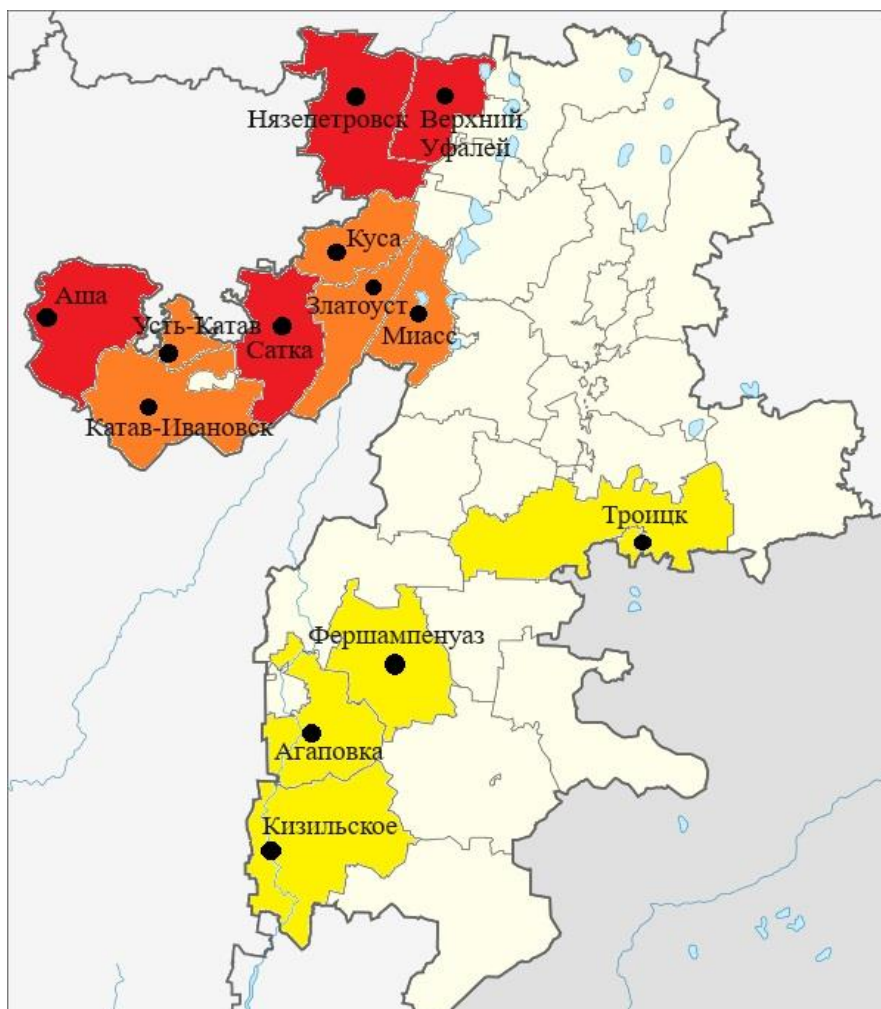 Нязепетровск
Верхний
Уфалей
Куса
Аша
Златоуст
Усть-Катав
Миасс
Сатка
Катав-Ивановск
Троицк
Фершампенуаз
Агаповка
Кизильское